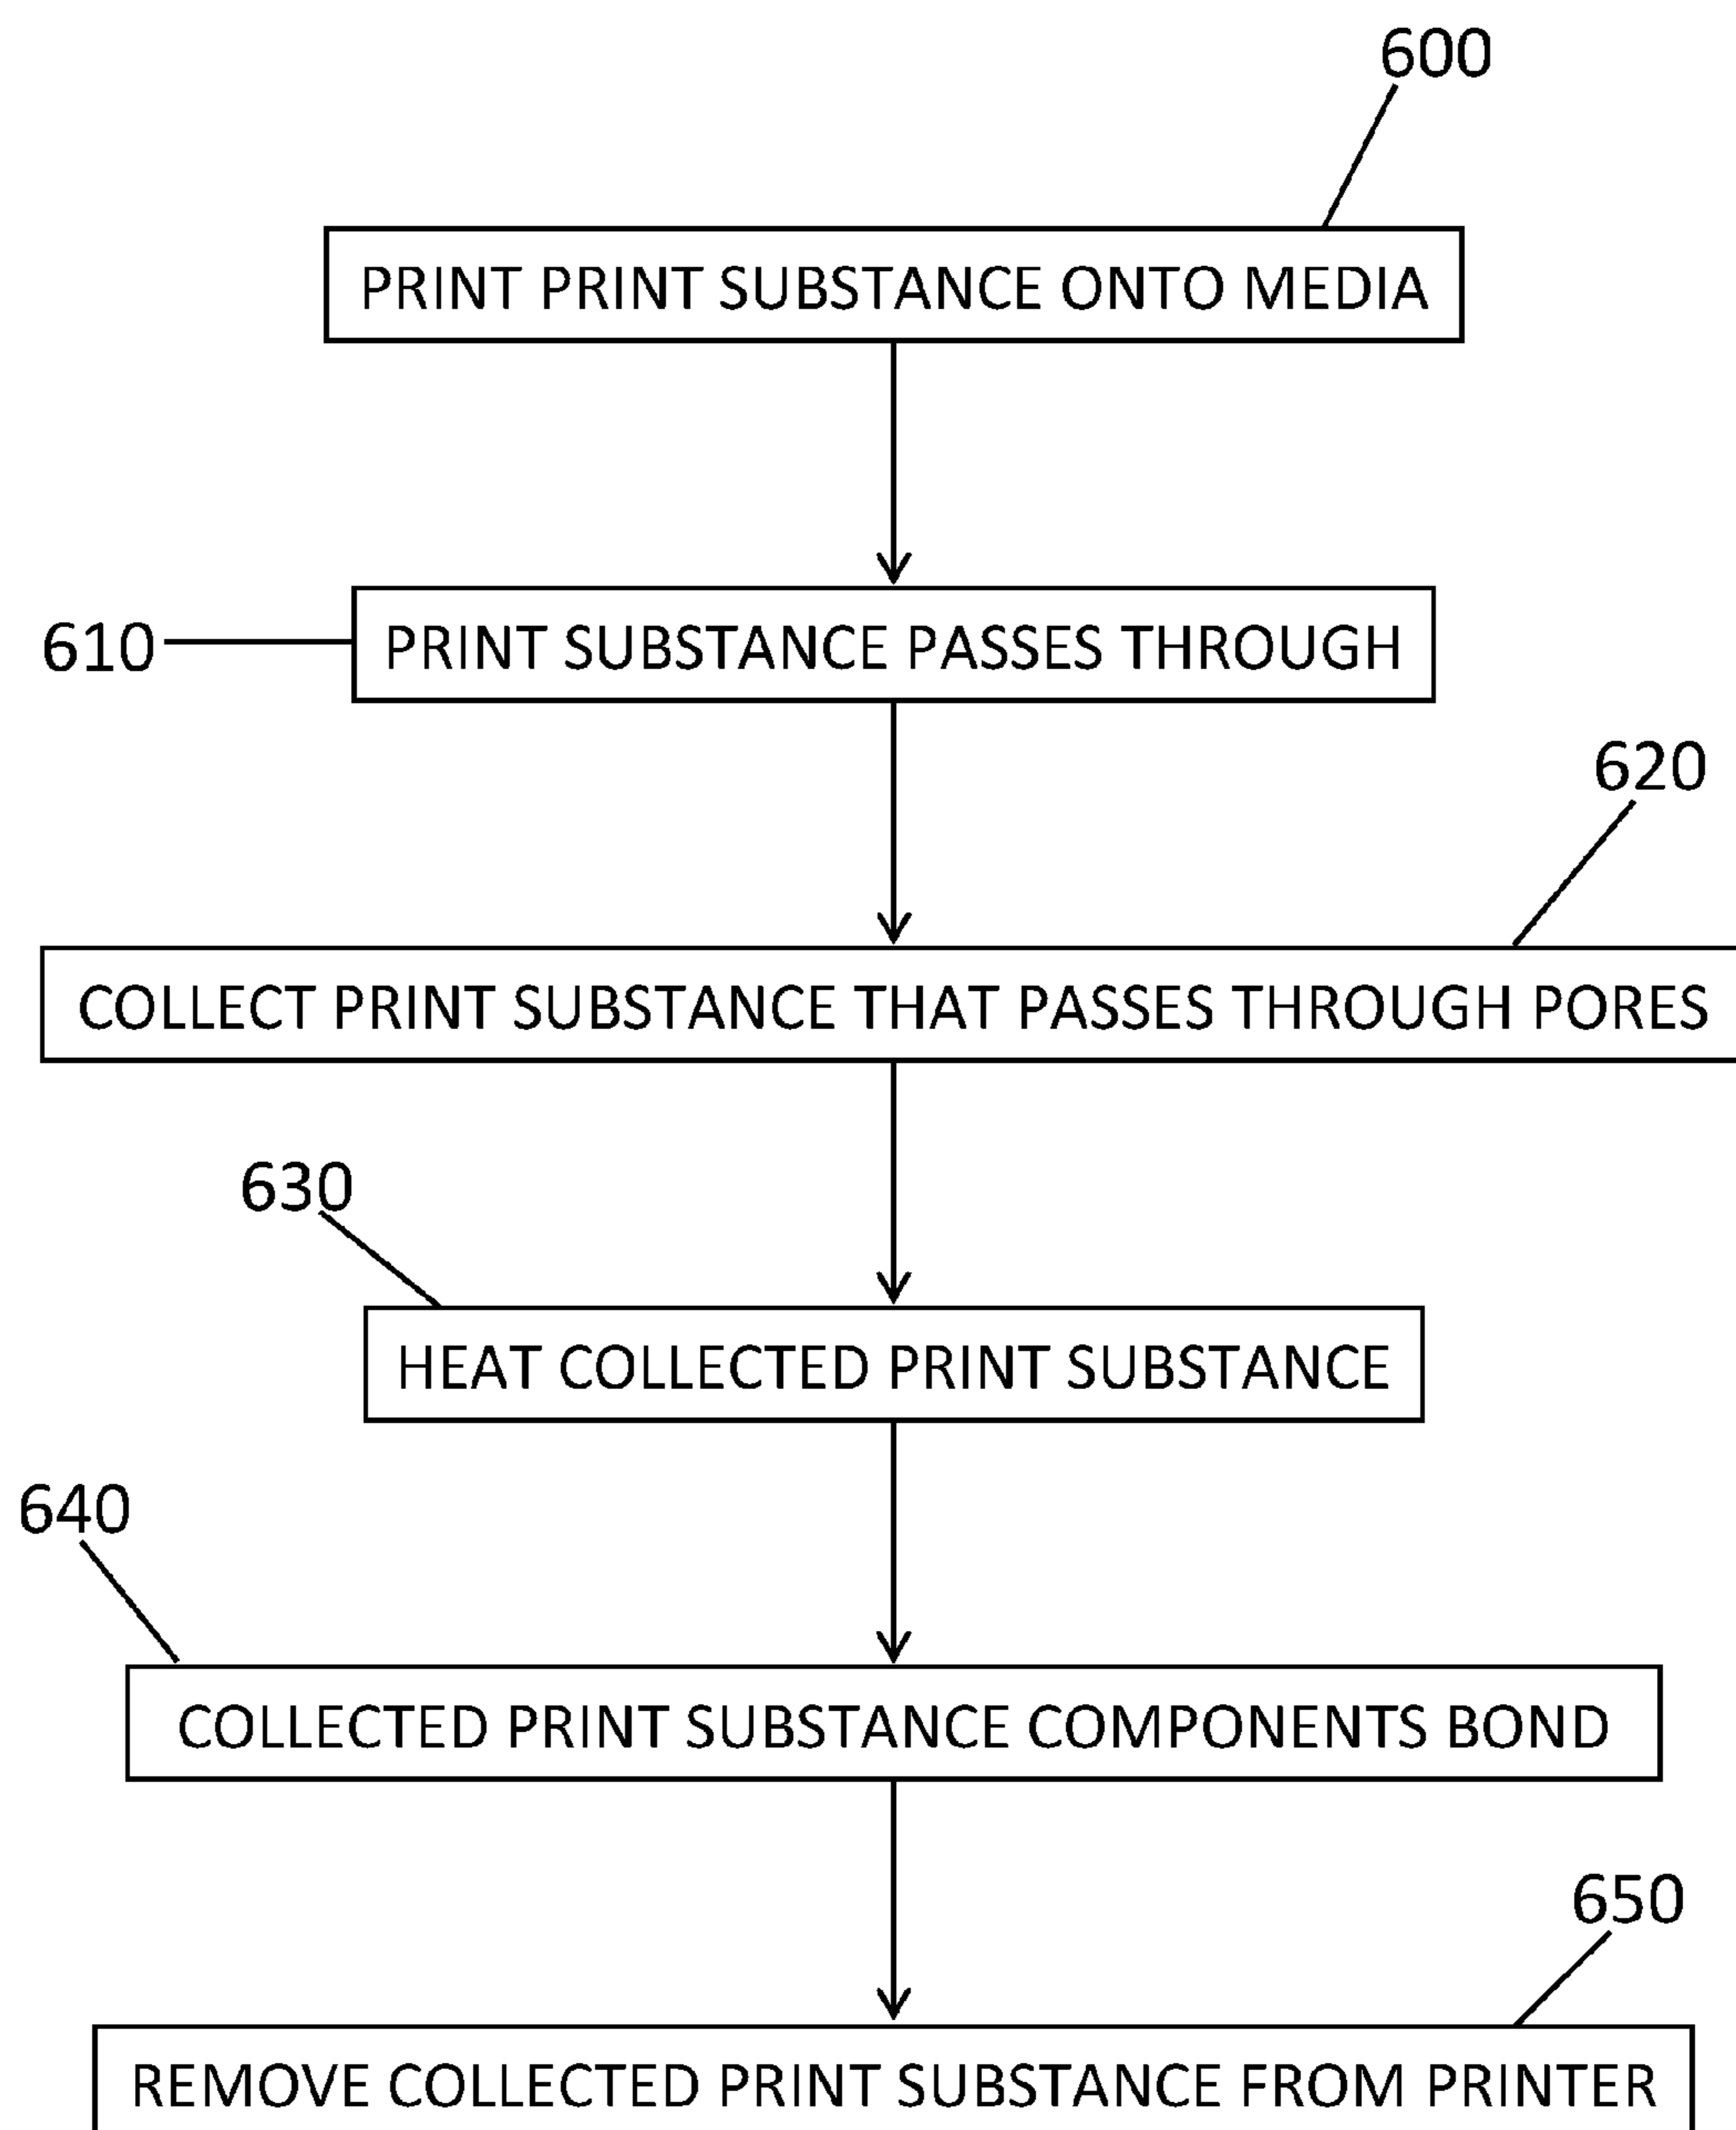 600
PRINT PRINT SUBSTANCE ONTO MEDIA
610
PRINT SUBSTANCE PASSES THROUGH
620
COLLECT PRINT SUBSTANCE THAT PASSES THROUGH PORES
630
HEAT COLLECTED PRINT SUBSTANCE
640
COLLECTED PRINT SUBSTANCE COMPONENTS BOND
650
REMOVE COLLECTED PRINT SUBSTANCE FROM PRINTER